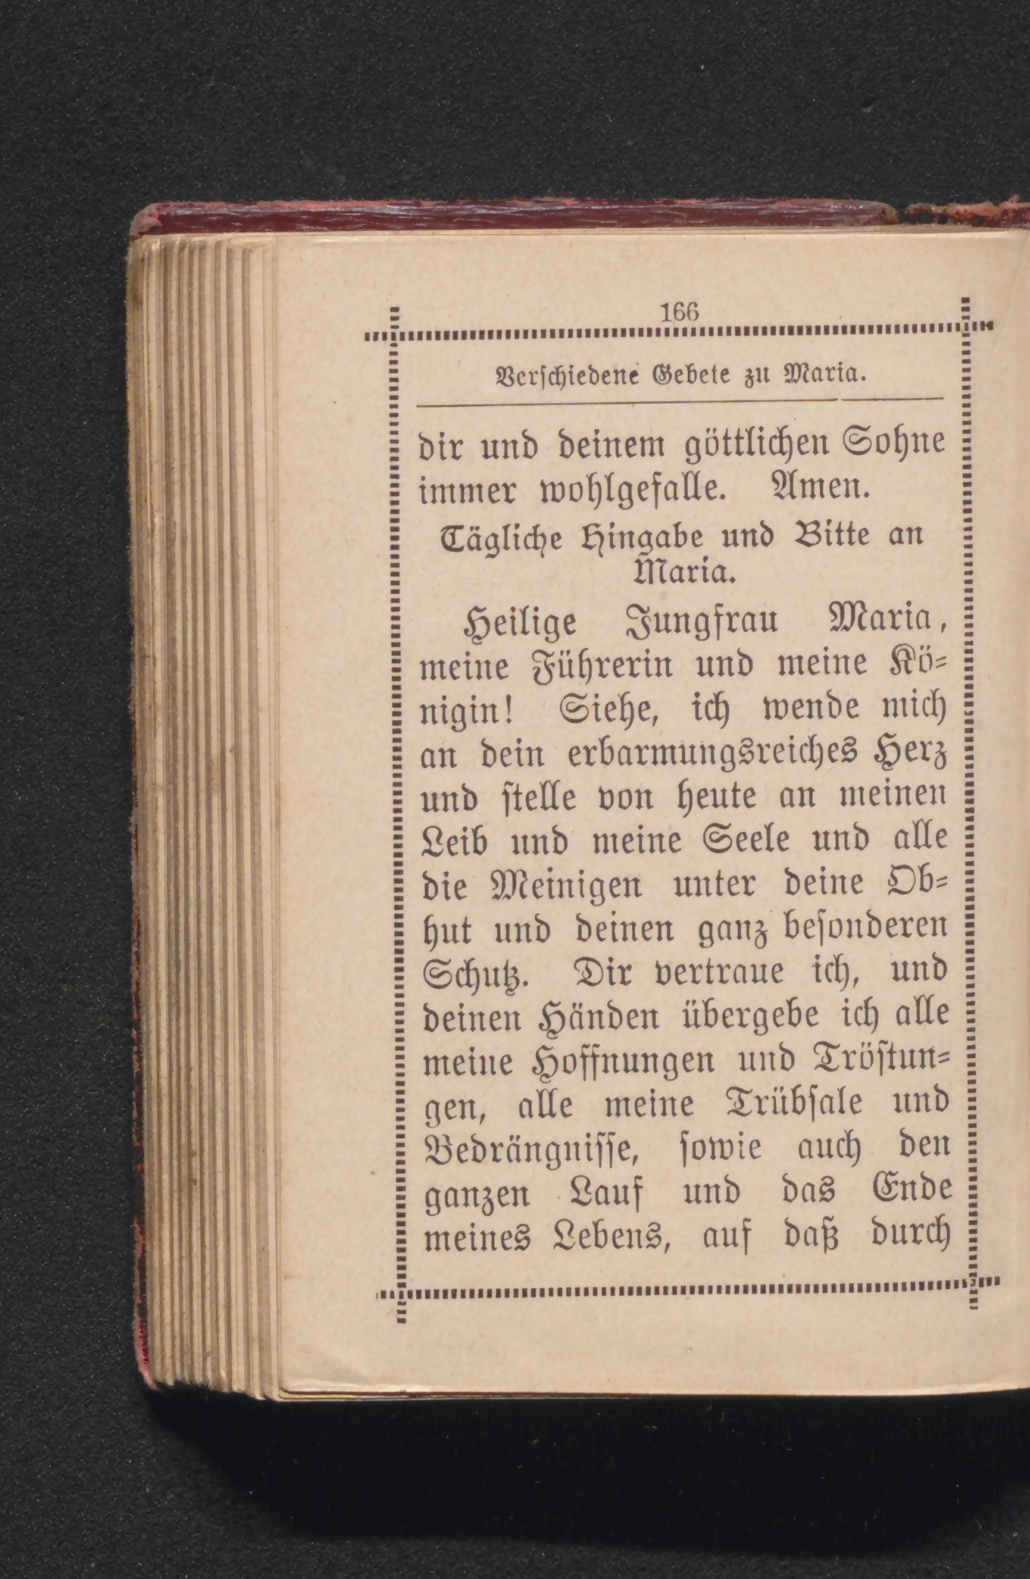 166
Verschiedene Gebete zu Maria.
dir und deinem göttlichen Sohne
immer wohlgefalle. Amen.
Tägliche Hingabe und Bitte an
Maria.
Heilige Jungfrau Maria,
meine Führerin und meine Kö-
nigin! Siehe, ich wende mich
an dein erbarmungsreiches Herz
und stelle von heute an meinen
Leib und meine Seele und alle
die Meinigen unter deine Ob-
hut und deinen ganz besonderen
Schutz. Dir vertraue ich, und
deinen Händen übergebe ich alle
meine Hoffnungen und Tröstun-
gen, alle meine Trübsale und
Bedrängnisse, sowie auch den
ganzen Lauf und das Ende
meines Lebens, auf daß durch